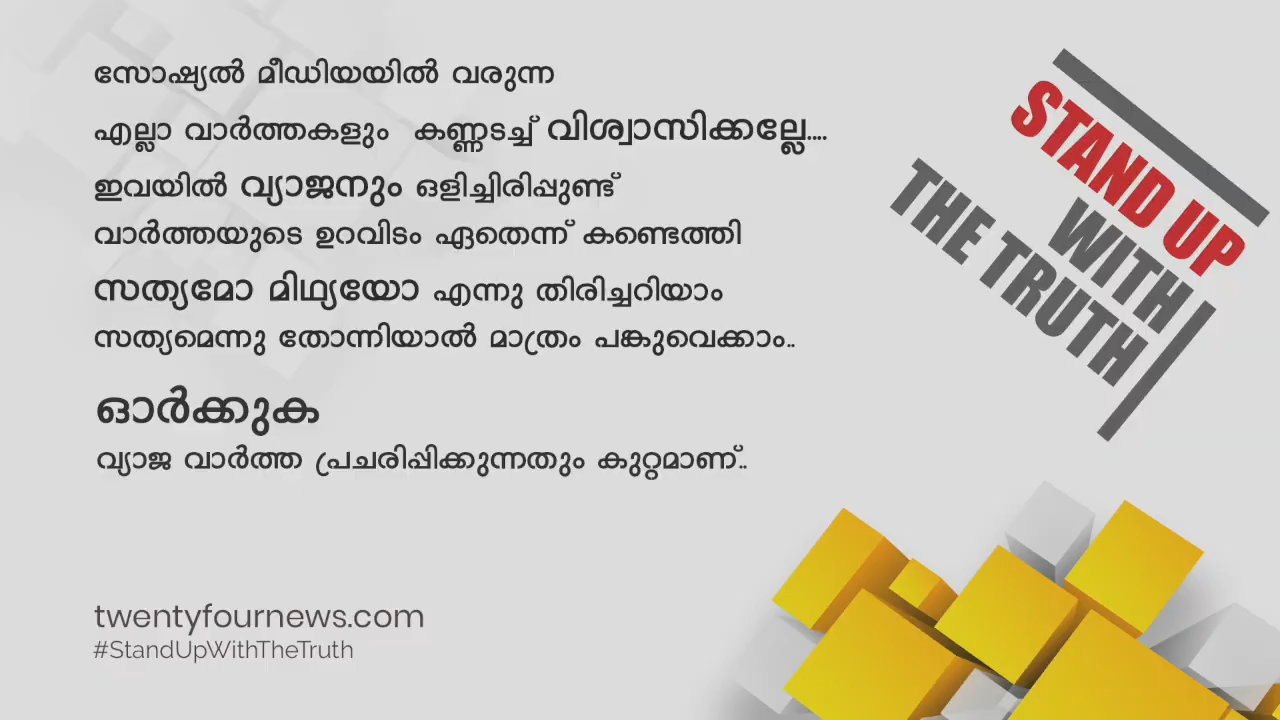 സോഷ്യൽ മീഡിയയിൽ വരുന്ന
എല്ലാ വാർത്തകളും കണ്ണടച്ച് വിശ്വാസിക്കല്ലേ....
ഇവയിൽ വ്യാജനും ഒളിച്ചിരിപ്പുണ്ട്
വാർത്തയുടെ ഉറവിടം ഏതെന്ന് കണ്ടെത്തി
സത്യമോ മിഥ്യയോ എന്നു തിരിച്ചറിയാം
സത്യമെന്നു തോന്നിയാൽ മാത്രം പങ്കുവെക്കാം..
ഓർക്കുക
വ്യാജ വാർത്ത പ്രചരിപ്പിക്കുന്നതും കുറ്റമാണ്..
twentyfournews.com
#StandUpWithTheTruth
STAND UP
WITH
THE TRUTH